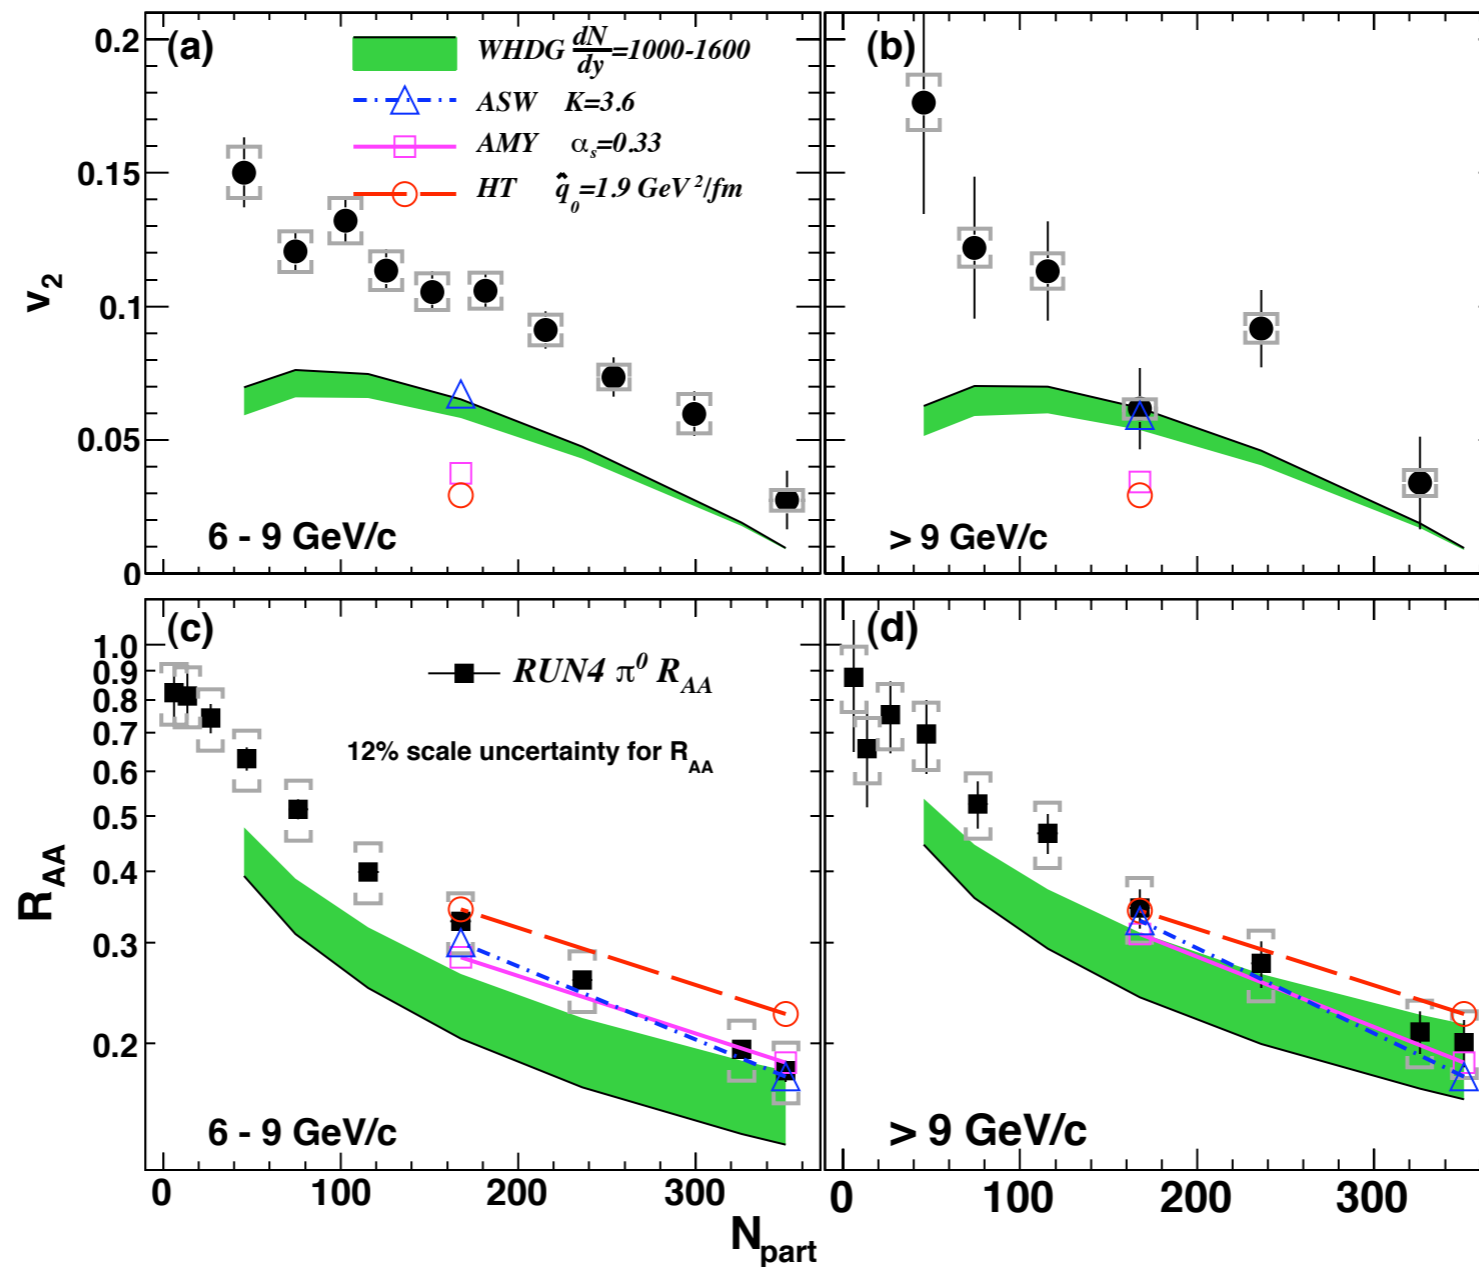 (a)
WHDG dN/dy=1000-1600
ASW K=3.6
AMY α_s=0.33
HT q̂_0=1.9 GeV²/fm
0.2
0.15
0.1
0.05
0
v_2
6 - 9 GeV/c
(b)
> 9 GeV/c
(c)
RUN4 π⁰ R_AA
12% scale uncertainty for R_AA
1.0
0.9
0.8
0.7
0.6
0.5
0.4
0.3
0.2
R_AA
6 - 9 GeV/c
0 100 200 300
(d)
> 9 GeV/c
0 100 200 300
N_part